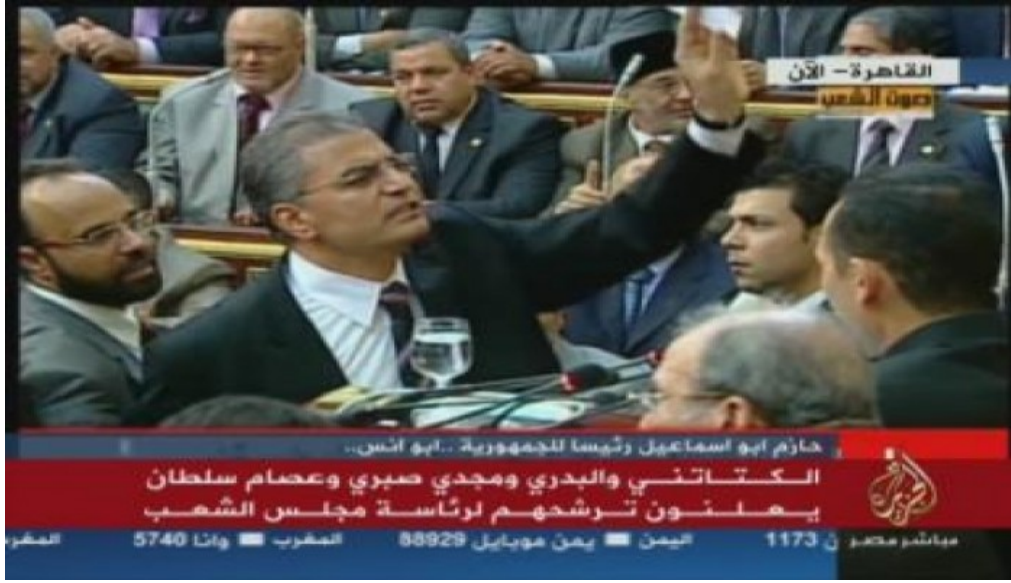 القاهرة - الآن
صوت الشعب
حازم ابو اسماعيل رئيسا للجمهورية ..ابو انس..
الكتاتني والبدري ومجدي صبري وعصام سلطان
يعلنون ترشحهم لرئاسة مجلس الشعب
الجزيرة
مباشر مصر
ن 1173 اليمن يمن موبايل 88929 المغرب وانا 5740 المغرب